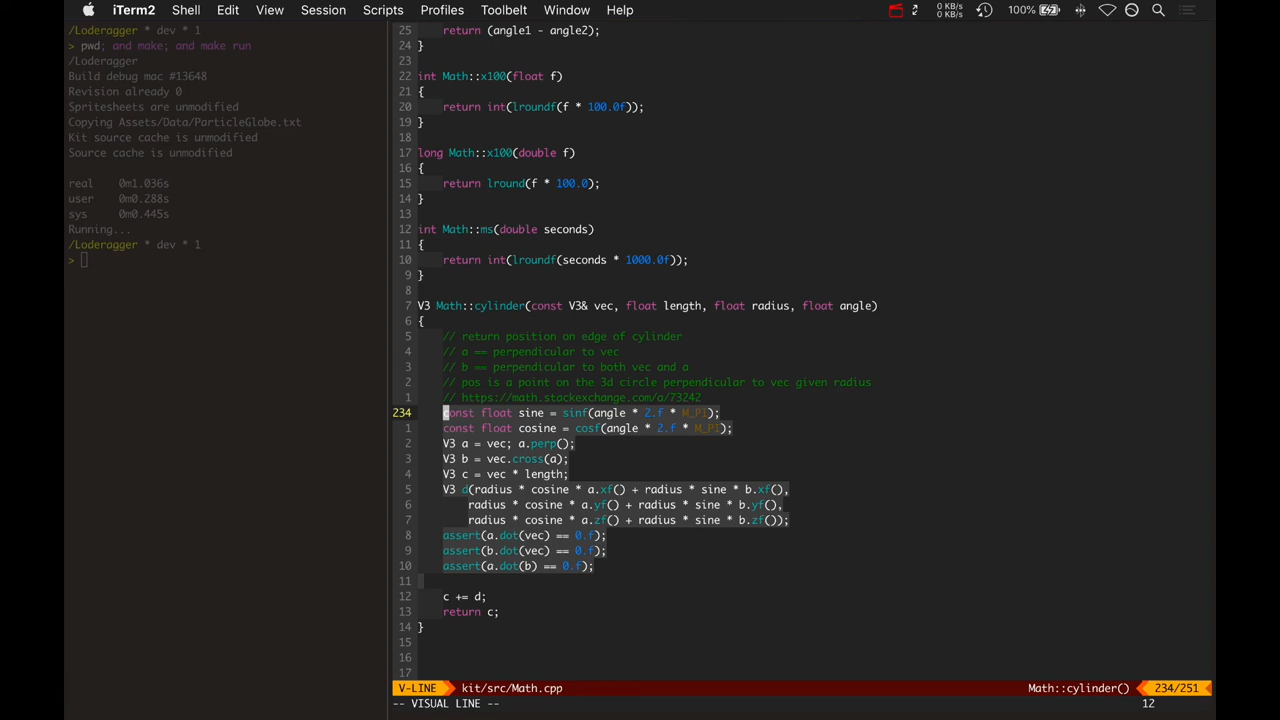 iTerm2 Shell Edit View Session Scripts Profiles Toolbelt Window Help 0 KB/s 0 KB/s 100%
/Loderagger * dev * 1
> pwd; and make; and make run
/Loderagger
Build debug mac #13648
Revision already 0
Spritesheets are unmodified
Copying Assets/Data/ParticleGlobe.txt
Kit source cache is unmodified
Source cache is unmodified
real 0m1.036s
user 0m0.288s
sys 0m0.445s
Running...
/Loderagger * dev * 1
>
25 return (angle1 - angle2);
24 }
23
22 int Math::x100(float f)
21 {
20 return int(lroundf(f * 100.0f));
19 }
18
17 long Math::x100(double f)
16 {
15 return lround(f * 100.0);
14 }
13
12 int Math::ms(double seconds)
11 {
10 return int(lroundf(seconds * 1000.0f));
9 }
8
7 V3 Math::cylinder(const V3& vec, float length, float radius, float angle)
6 {
5 // return position on edge of cylinder
4 // a == perpendicular to vec
3 // b == perpendicular to both vec and a
2 // pos is a point on the 3d circle perpendicular to vec given radius
1 // https://math.stackexchange.com/a/73242
234 const float sine = sinf(angle * 2.f * M_PI);
1 const float cosine = cosf(angle * 2.f * M_PI);
2 V3 a = vec; a.perp();
3 V3 b = vec.cross(a);
4 V3 c = vec * length;
5 V3 d(radius * cosine * a.xf() + radius * sine * b.xf(),
6 radius * cosine * a.yf() + radius * sine * b.yf(),
7 radius * cosine * a.zf() + radius * sine * b.zf());
8 assert(a.dot(vec) == 0.f);
9 assert(b.dot(vec) == 0.f);
10 assert(a.dot(b) == 0.f);
11
12 c += d;
13 return c;
14 }
15
16
17
V-LINE kit/src/Math.cpp Math::cylinder() 234/251
-- VISUAL LINE -- 12